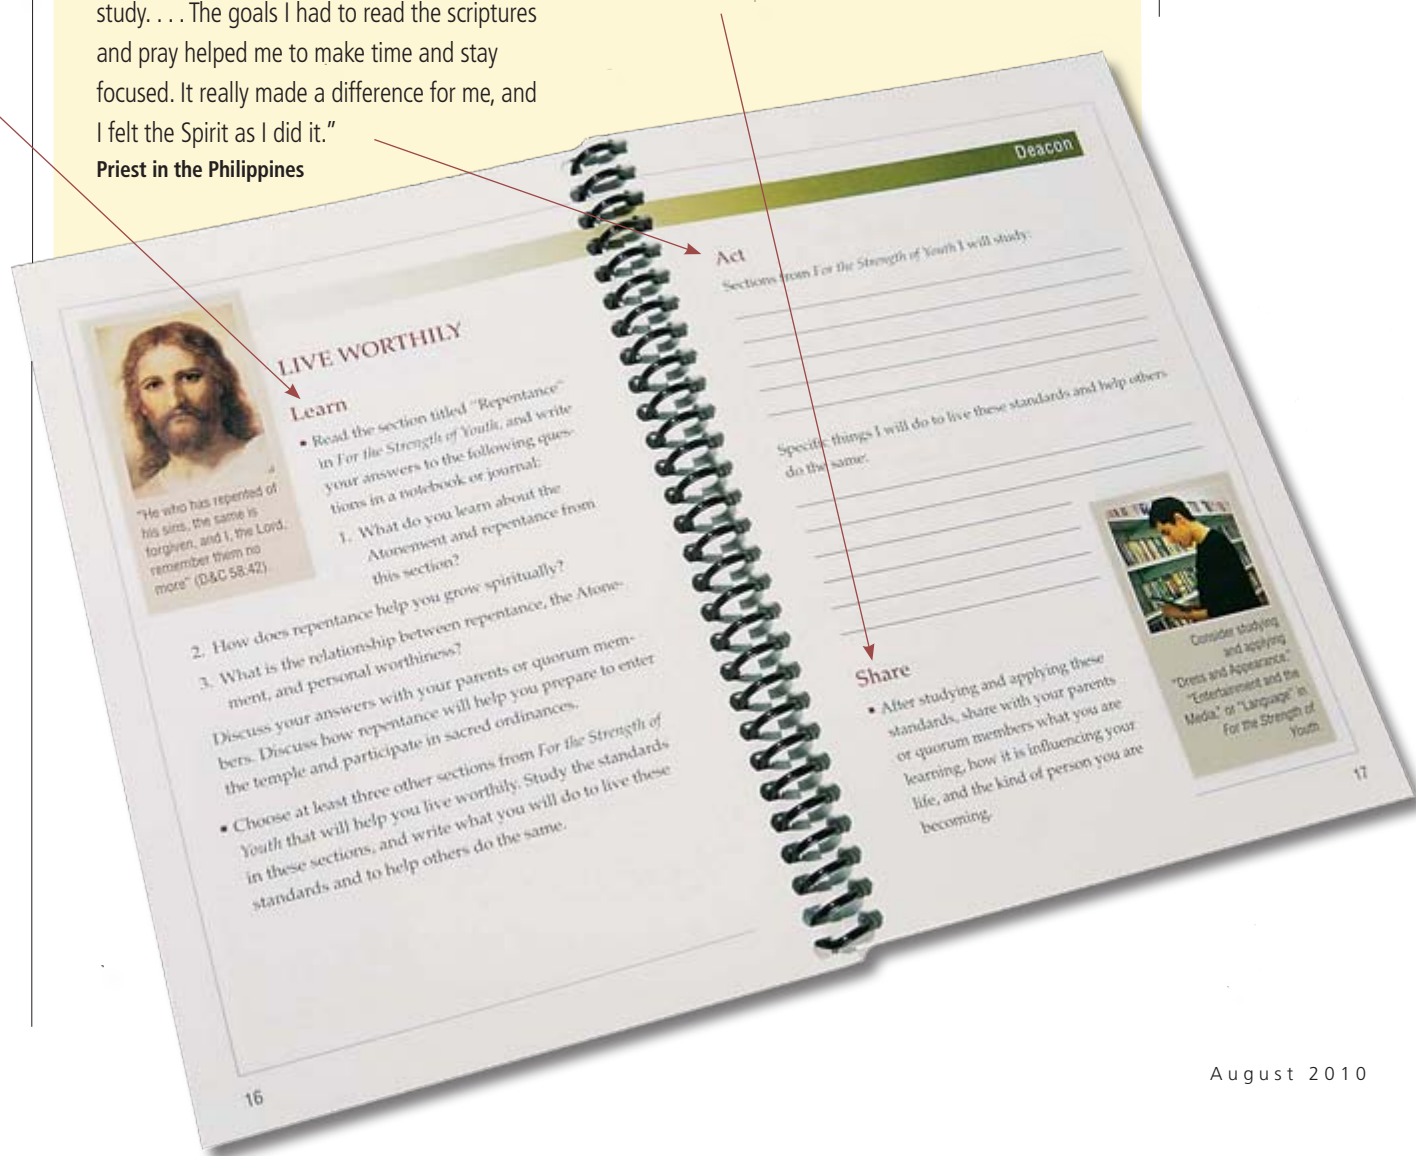 study. . . . The goals I had to read the scriptures
and pray helped me to make time and stay
focused. It really made a difference for me, and
I felt the Spirit as I did it.”
Priest in the Philippines
LIVE WORTHILY
Learn
• Read the section titled “Repentance”
in For the Strength of Youth, and write
your answers to the following ques-
tions in a notebook or journal:
1. What do you learn about the
Atonement and repentance from
this section?
2. How does repentance help you grow spiritually?
3. What is the relationship between repentance, the Atone-
ment, and personal worthiness?
Discuss your answers with your parents or quorum mem-
bers. Discuss how repentance will help you prepare to enter
the temple and participate in sacred ordinances.
• Choose at least three other sections from For the Strength of
Youth that will help you live worthily. Study the standards
in these sections, and write what you will do to live these
standards and to help others do the same.
“He who has repented of
his sins, the same is
forgiven, and I, the Lord,
remember them no
more” (D&C 58:42).
16
Deacon
Act
Sections from For the Strength of Youth I will study:
Specific things I will do to live these standards and help others
do the same:
Share
• After studying and applying these
standards, share with your parents
or quorum members what you are
learning, how it is influencing your
life, and the kind of person you are
becoming.
Consider studying
and applying
“Dress and Appearance,”
“Entertainment and the
Media,” or “Language” in
For the Strength of
Youth.
17
August 2010